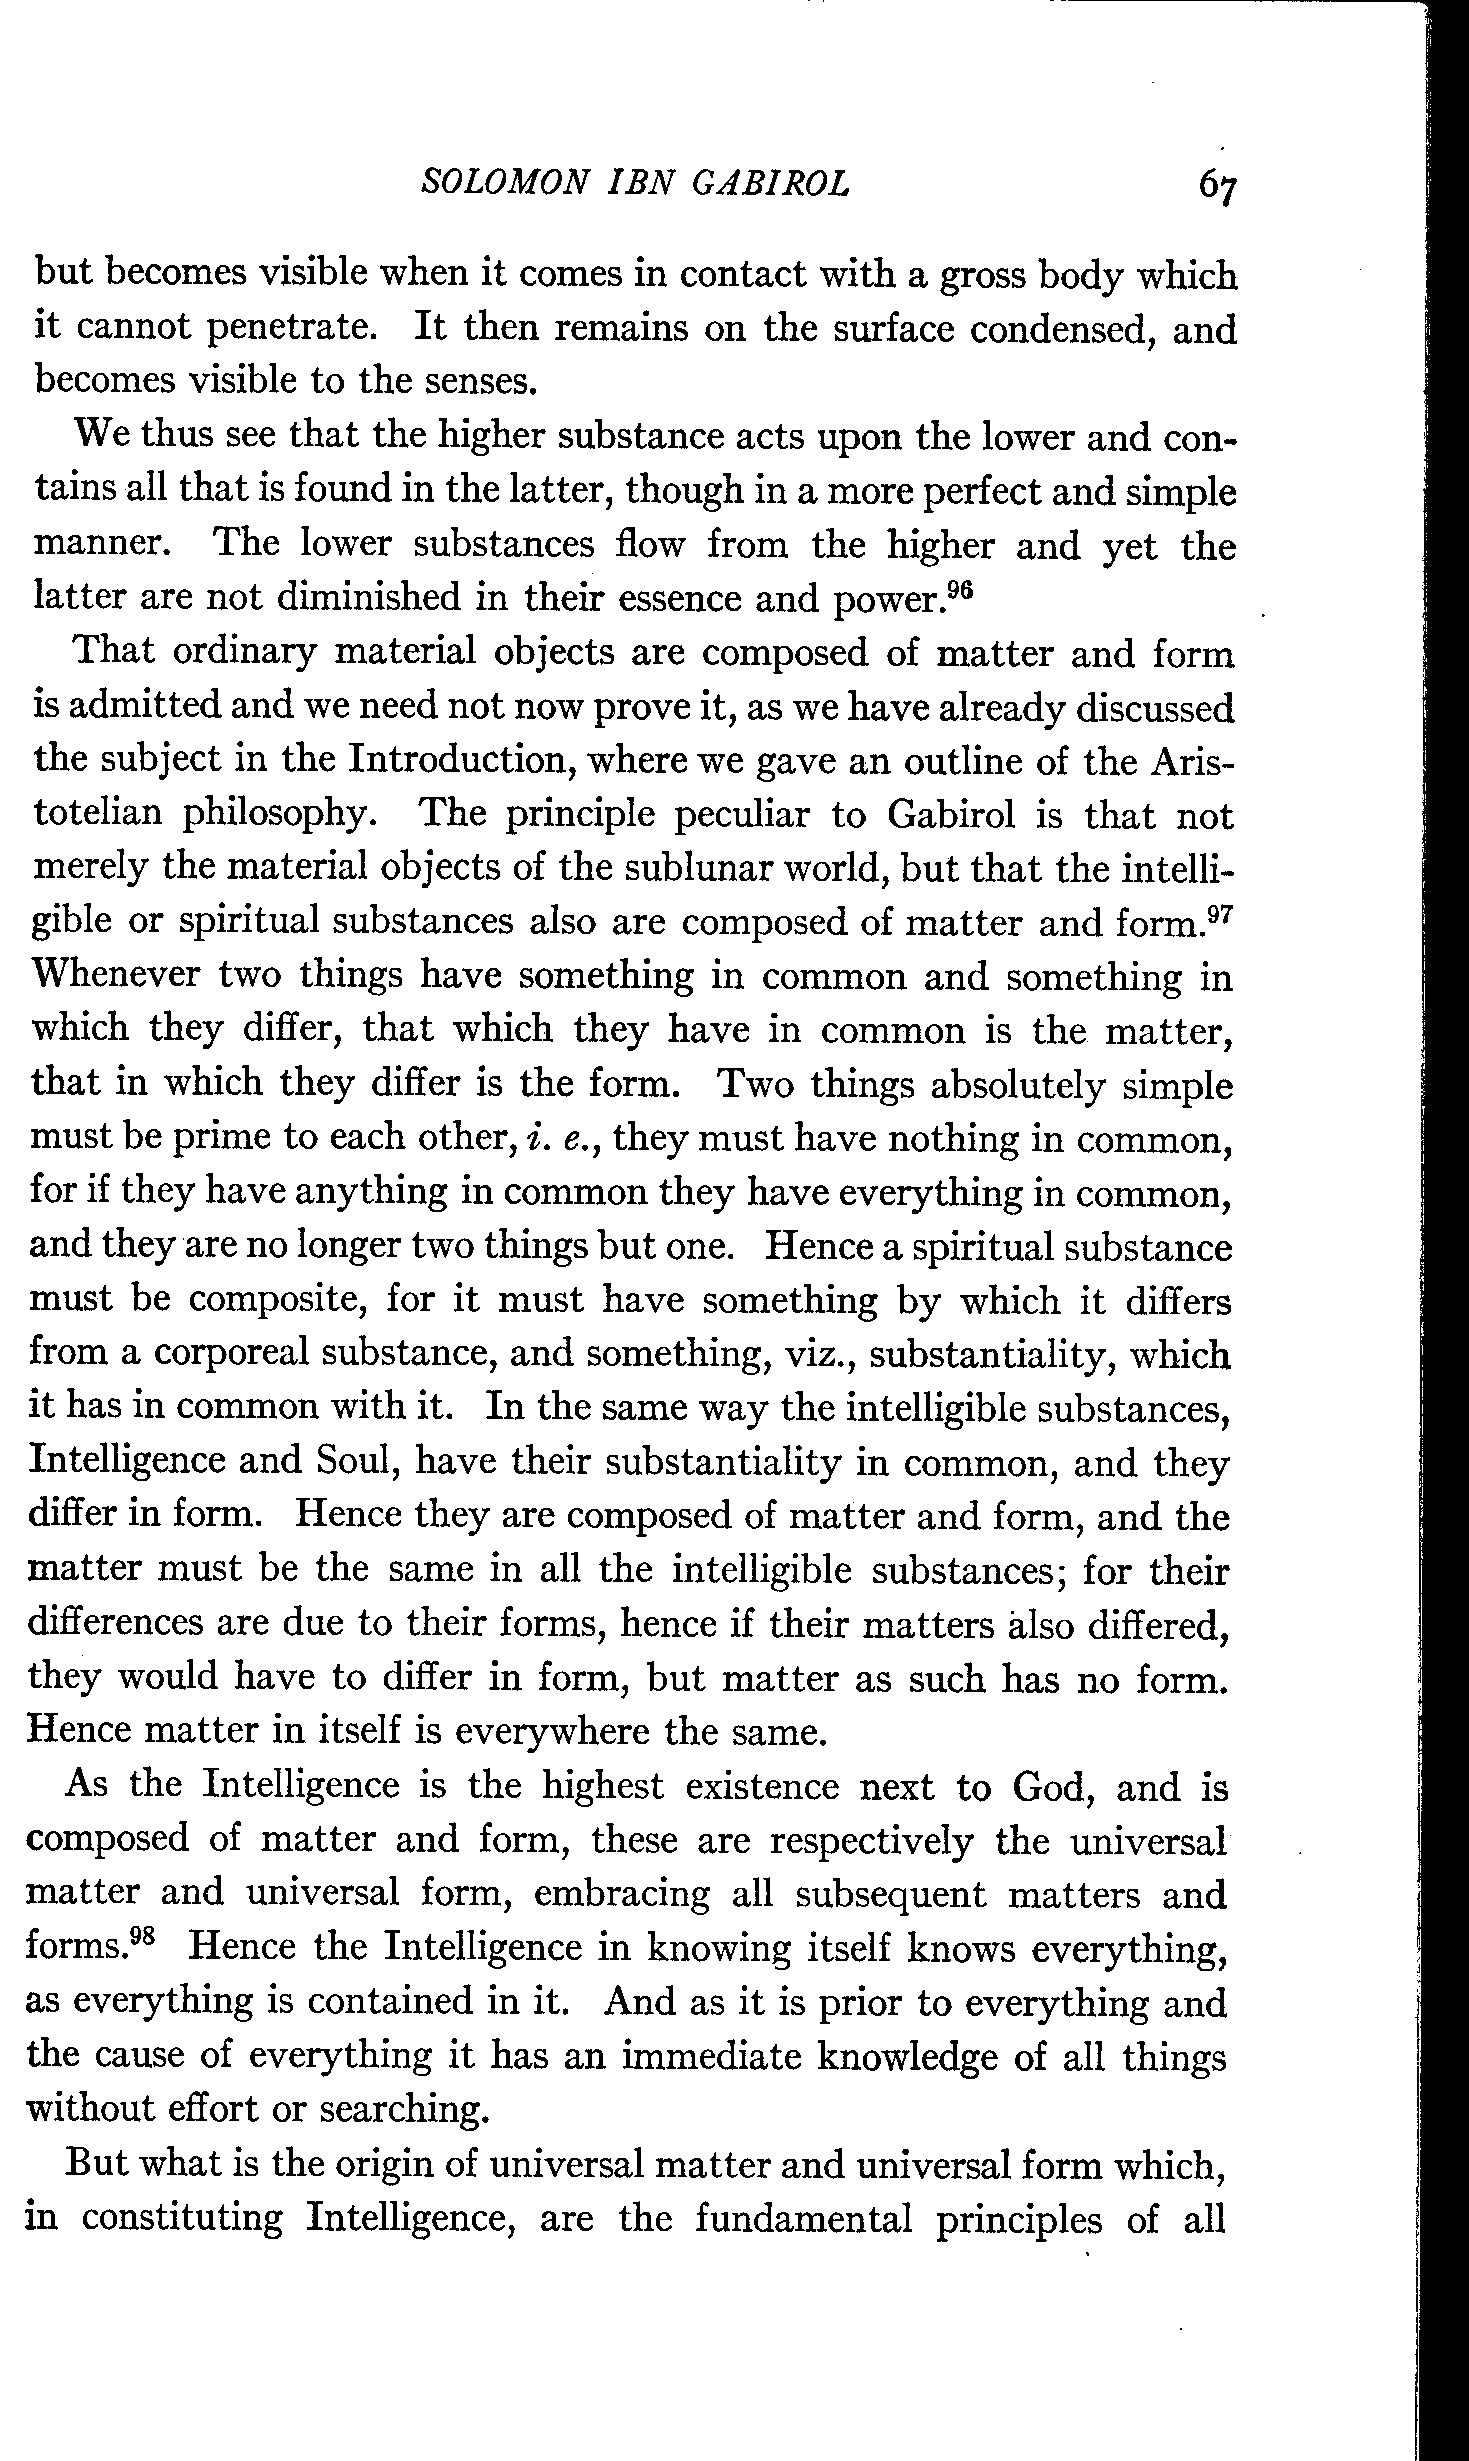 SOLOMON IBN GABIROL 67
but becomes visible when it comes in contact with a gross body which
it cannot penetrate. It then remains on the surface condensed, and
becomes visible to the senses.
We thus see that the higher substance acts upon the lower and con-
tains all that is found in the latter, though in a more perfect and simple
manner. The lower substances flow from the higher and yet the
latter are not diminished in their essence and power.⁹⁶
That ordinary material objects are composed of matter and form
is admitted and we need not now prove it, as we have already discussed
the subject in the Introduction, where we gave an outline of the Aris-
totelian philosophy. The principle peculiar to Gabirol is that not
merely the material objects of the sublunar world, but that the intelli-
gible or spiritual substances also are composed of matter and form.⁹⁷
Whenever two things have something in common and something in
which they differ, that which they have in common is the matter,
that in which they differ is the form. Two things absolutely simple
must be prime to each other, i. e., they must have nothing in common,
for if they have anything in common they have everything in common,
and they are no longer two things but one. Hence a spiritual substance
must be composite, for it must have something by which it differs
from a corporeal substance, and something, viz., substantiality, which
it has in common with it. In the same way the intelligible substances,
Intelligence and Soul, have their substantiality in common, and they
differ in form. Hence they are composed of matter and form, and the
matter must be the same in all the intelligible substances; for their
differences are due to their forms, hence if their matters also differed,
they would have to differ in form, but matter as such has no form.
Hence matter in itself is everywhere the same.
As the Intelligence is the highest existence next to God, and is
composed of matter and form, these are respectively the universal
matter and universal form, embracing all subsequent matters and
forms.⁹⁸ Hence the Intelligence in knowing itself knows everything,
as everything is contained in it. And as it is prior to everything and
the cause of everything it has an immediate knowledge of all things
without effort or searching.
But what is the origin of universal matter and universal form which,
in constituting Intelligence, are the fundamental principles of all